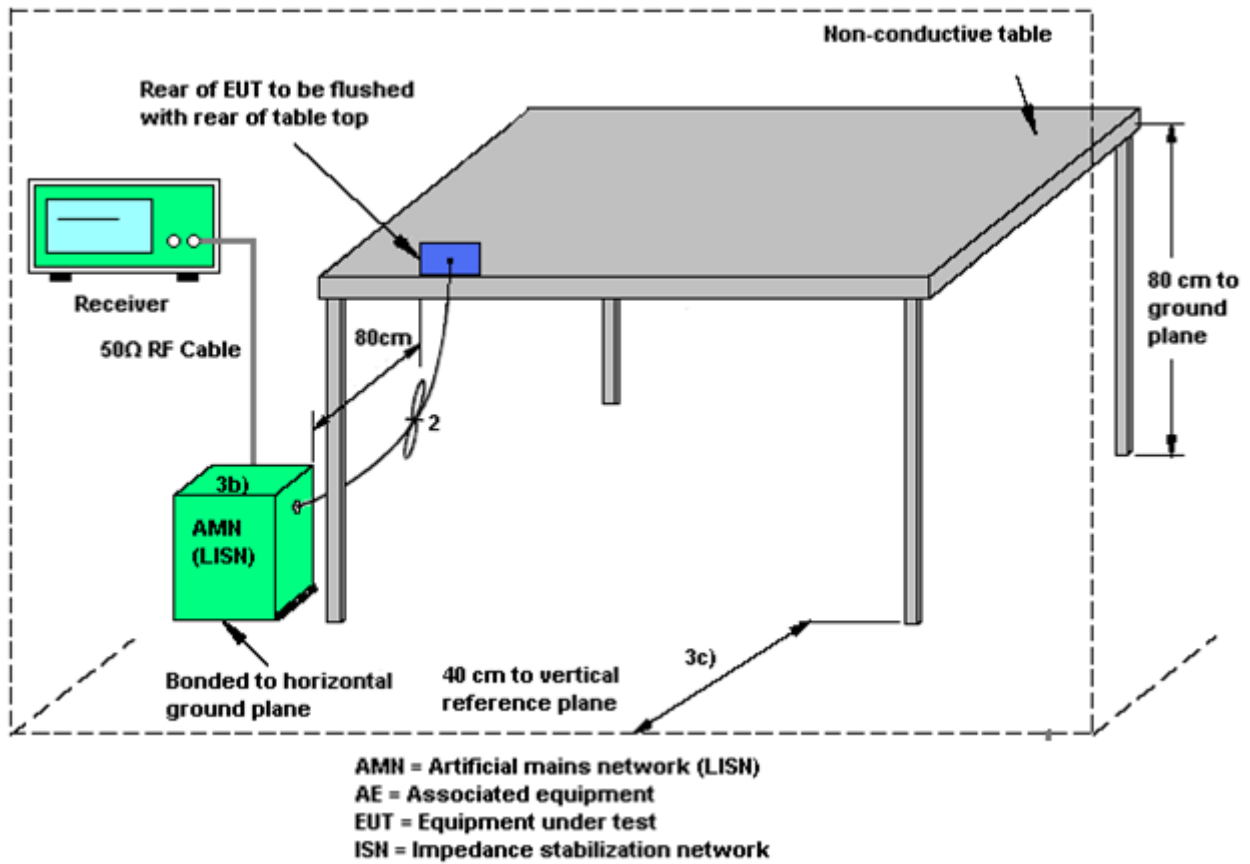 Non-conductive table
Rear of EUT to be flushed
with rear of table top
Receiver
50Ω RF Cable
80cm
2
80 cm to
ground
plane
3b)
AMN
(LISN)
3c)
Bonded to horizontal
ground plane
40 cm to vertical
reference plane
AMN = Artificial mains network (LISN)
AE = Associated equipment
EUT = Equipment under test
ISN = Impedance stabilization network